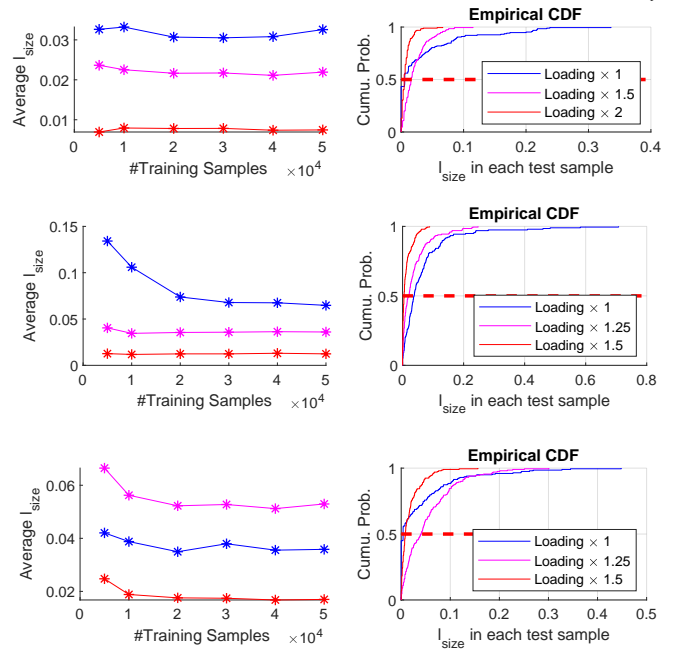 Average I_size
0.03
0.02
0.01
0 1 2 3 4 5
#Training Samples ×10^4
Empirical CDF
Cumu. Prob.
1
0.5
0
Loading × 1
Loading × 1.5
Loading × 2
0 0.1 0.2 0.3 0.4
I_size in each test sample
Average I_size
0.15
0.1
0.05
0
0 1 2 3 4 5
#Training Samples ×10^4
Empirical CDF
Cumu. Prob.
1
0.5
0
Loading × 1
Loading × 1.25
Loading × 1.5
0 0.2 0.4 0.6 0.8
I_size in each test sample
Average I_size
0.06
0.04
0.02
0 1 2 3 4 5
#Training Samples ×10^4
Empirical CDF
Cumu. Prob.
1
0.5
0
Loading × 1
Loading × 1.25
Loading × 1.5
0 0.1 0.2 0.3 0.4 0.5
I_size in each test sample